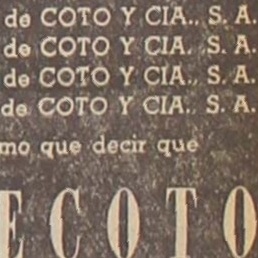 de COTO Y CIA., S. A.
de COTO Y CIA., S. A.
de COTO Y CIA., S. A.
de COTO Y CIA., S. A.
mo que decir que
ECOTO